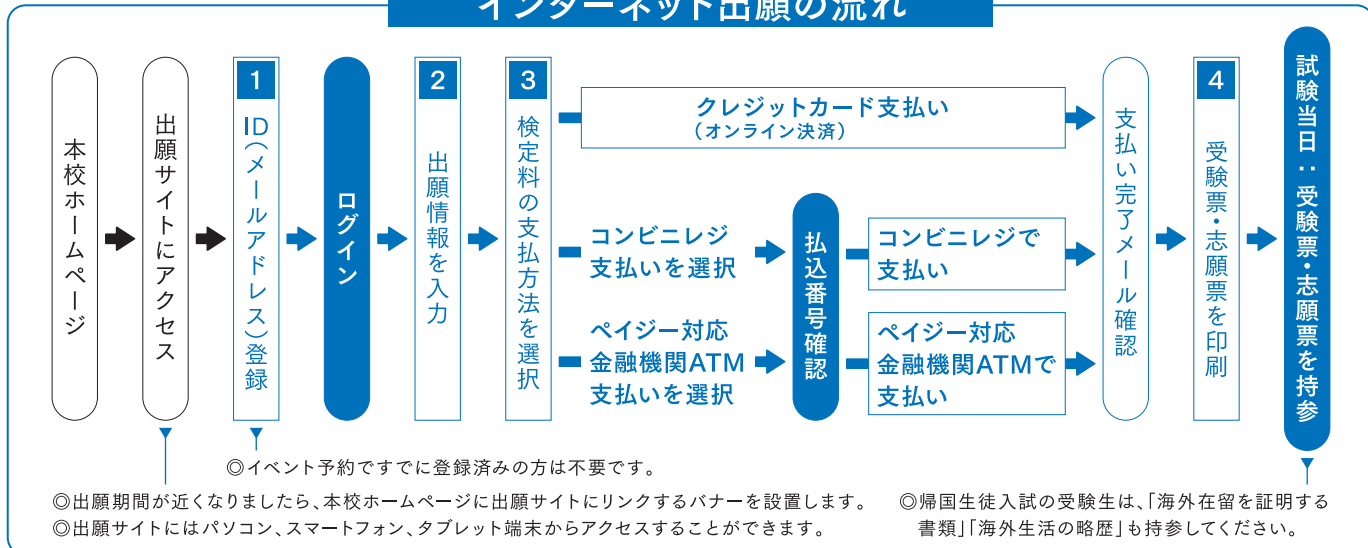 インターネット出願の流れ
本校ホームページ
出願サイトにアクセス
1
ID(メールアドレス)登録
ログイン
2
出願情報を入力
3
検定料の支払方法を選択
クレジットカード支払い
(オンライン決済)
コンビニレジ
支払いを選択
ペイジー対応
金融機関ATM
支払いを選択
払込番号確認
コンビニレジで
支払い
ペイジー対応
金融機関ATMで
支払い
支払い完了メール確認
4
受験票・志願票を印刷
試験当日:受験票・志願票を持参
◎イベント予約ですでに登録済みの方は不要です。
◎出願期間が近くなりましたら、本校ホームページに出願サイトにリンクするバナーを設置します。
◎出願サイトにはパソコン、スマートフォン、タブレット端末からアクセスすることができます。
◎帰国生徒入試の受験生は、「海外在留を証明する
書類」「海外生活の略歴」も持参してください。